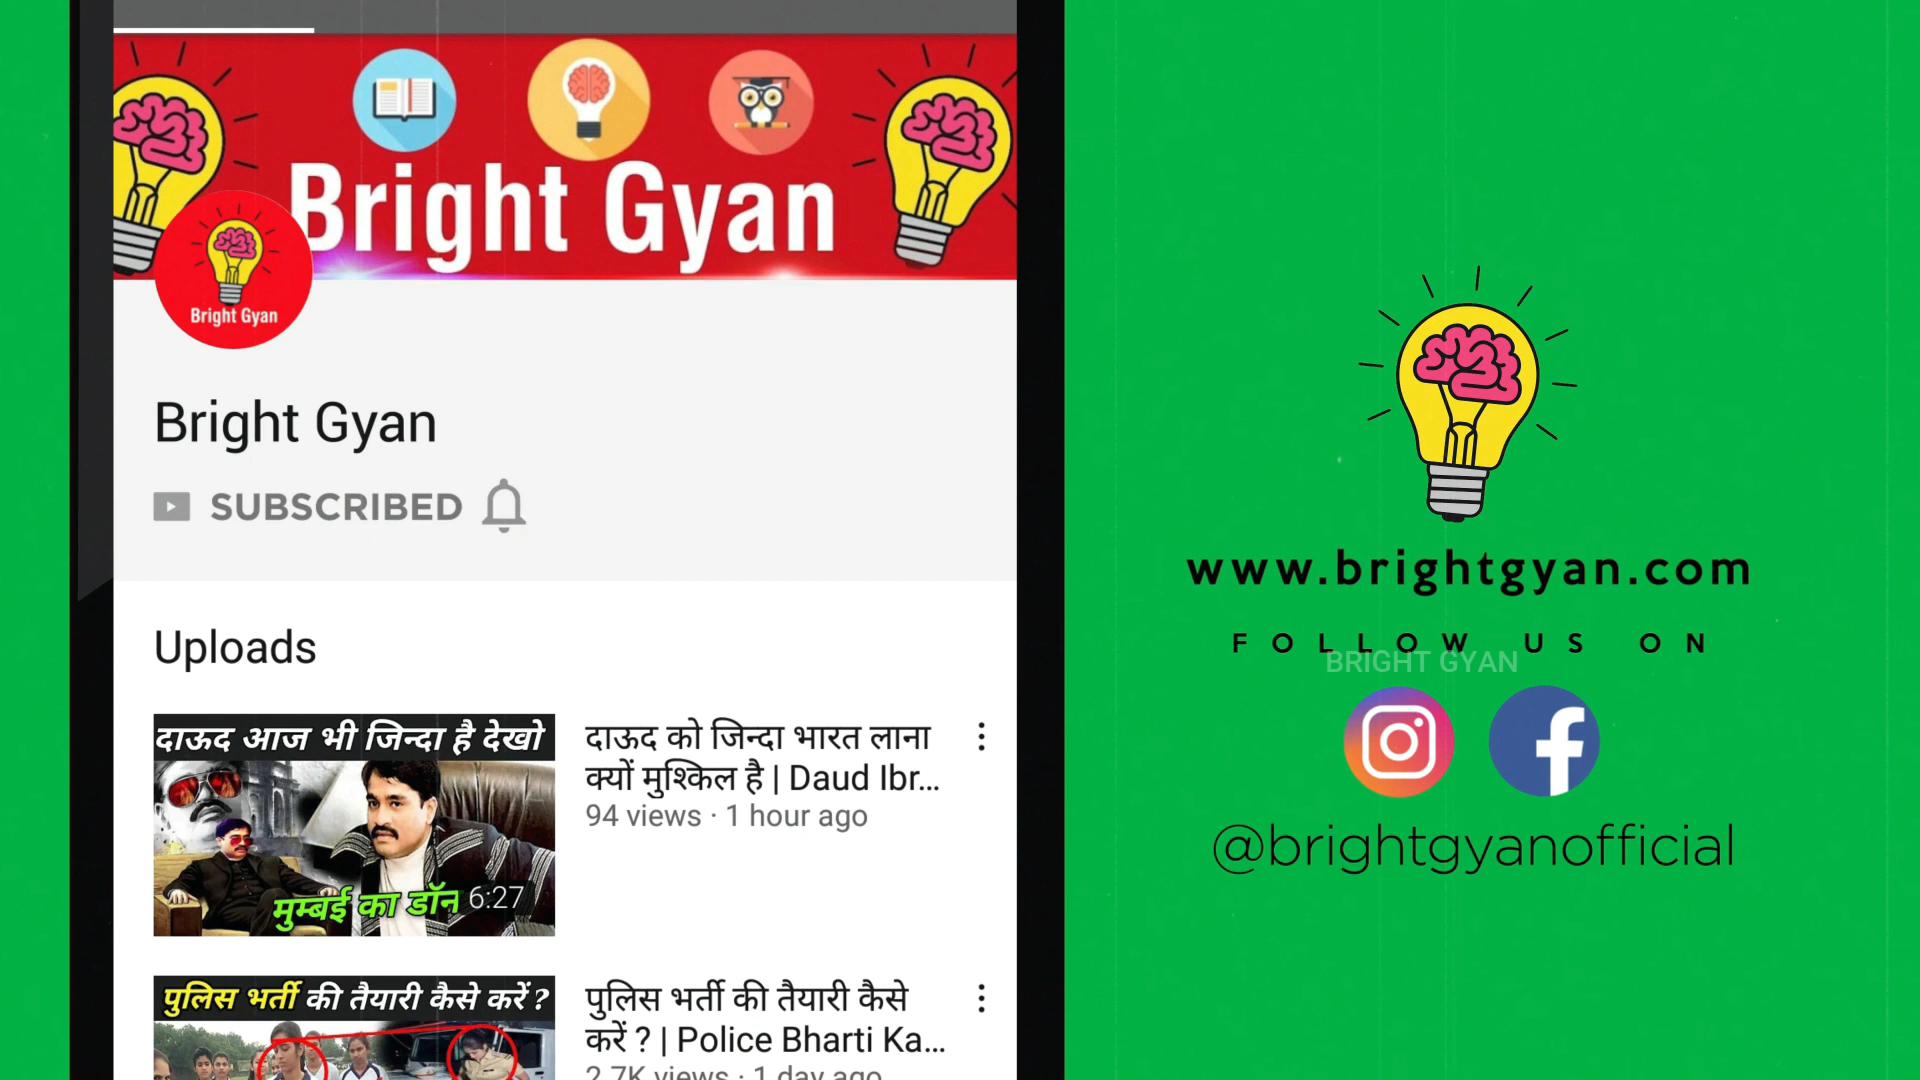 Bright Gyan
Bright Gyan
Bright Gyan
SUBSCRIBED
Uploads
दाऊद आज भी जिन्दा है देखो
मुम्बई का डॉन
6:27
दाऊद को जिन्दा भारत लाना
क्यों मुश्किल है | Daud Ibr...
94 views · 1 hour ago
पुलिस भर्ती की तैयारी कैसे करें ?
पुलिस भर्ती की तैयारी कैसे
करें ? | Police Bharti Ka...
2.7K views · 1 day ago
www.brightgyan.com
FOLLOW US ON
BRIGHT GYAN
@brightgyanofficial